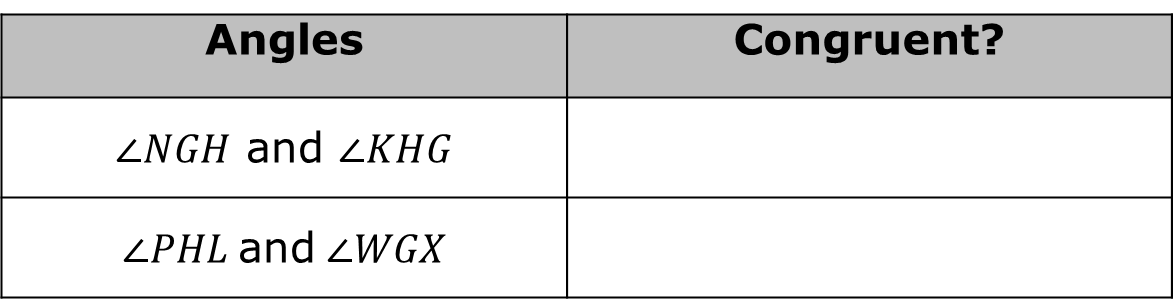 Angles Congruent?
∠NGH and ∠KHG
∠PHL and ∠WGX